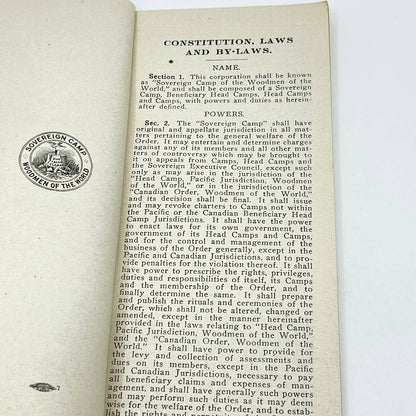 SOVEREIGN CAMP
WOODMEN OF THE WORLD
7
CONSTITUTION, LAWS
AND BY-LAWS.
NAME.
Section 1. This corporation shall be known
as "Sovereign Camp of the Woodmen of the
World," and shall be composed of a Sovereign
Camp, Beneficiary Head Camps, Head Camps
and Camps, with powers and duties as herein-
after defined.
POWERS.
Sec. 2. The "Sovereign Camp" shall have
original and appellate jurisdiction in all mat-
ters pertaining to the general welfare of the
Order. It may entertain and determine charges
against any of its members and all other mat-
ters of controversy which may be brought to
it on appeals from Camps, Head Camps and
the Sovereign Executive Council, except and
only as may arise in the jurisdiction of the
"Head Camp, Pacific Jurisdiction, Woodmen
of the World," or in the jurisdiction of the
"Canadian Order, Woodmen of the World,"
and its decision shall be final. It shall issue
and may revoke charters to Camps not within
the Pacific or the Canadian Beneficiary Head
Camp Jurisdictions. It shall have the power
to enact laws for its own government, the
government of its Head Camps and Camps,
and for the control and management of the
business of the Order generally, except in the
Pacific and Canadian Jurisdictions, and to pro-
vide penalties for the violation thereof. It shall
have power to prescribe the rights, privileges,
duties and responsibilities of itself, its Camps
and the membership of the Order, and to
finally determine the same. It shall prepare
and publish the rituals and ceremonies of the
Order, which shall not be altered, changed or
amended, except in the manner hereinafter
provided in the laws relating to "Head Camp,
Pacific Jurisdiction, Woodmen of the World,"
and the "Canadian Order, Woodmen of the
World." It shall have power to provide for
the levy and collection of assessments and
dues on its members, except in the Pacific
and Canadian Jurisdictions, necessary to pay
all beneficiary claims and expenses of man-
agement, and shall have generally such powers
and may perform such duties as it may deem
wise for the welfare of the Order, and to estab-
lish the rights and